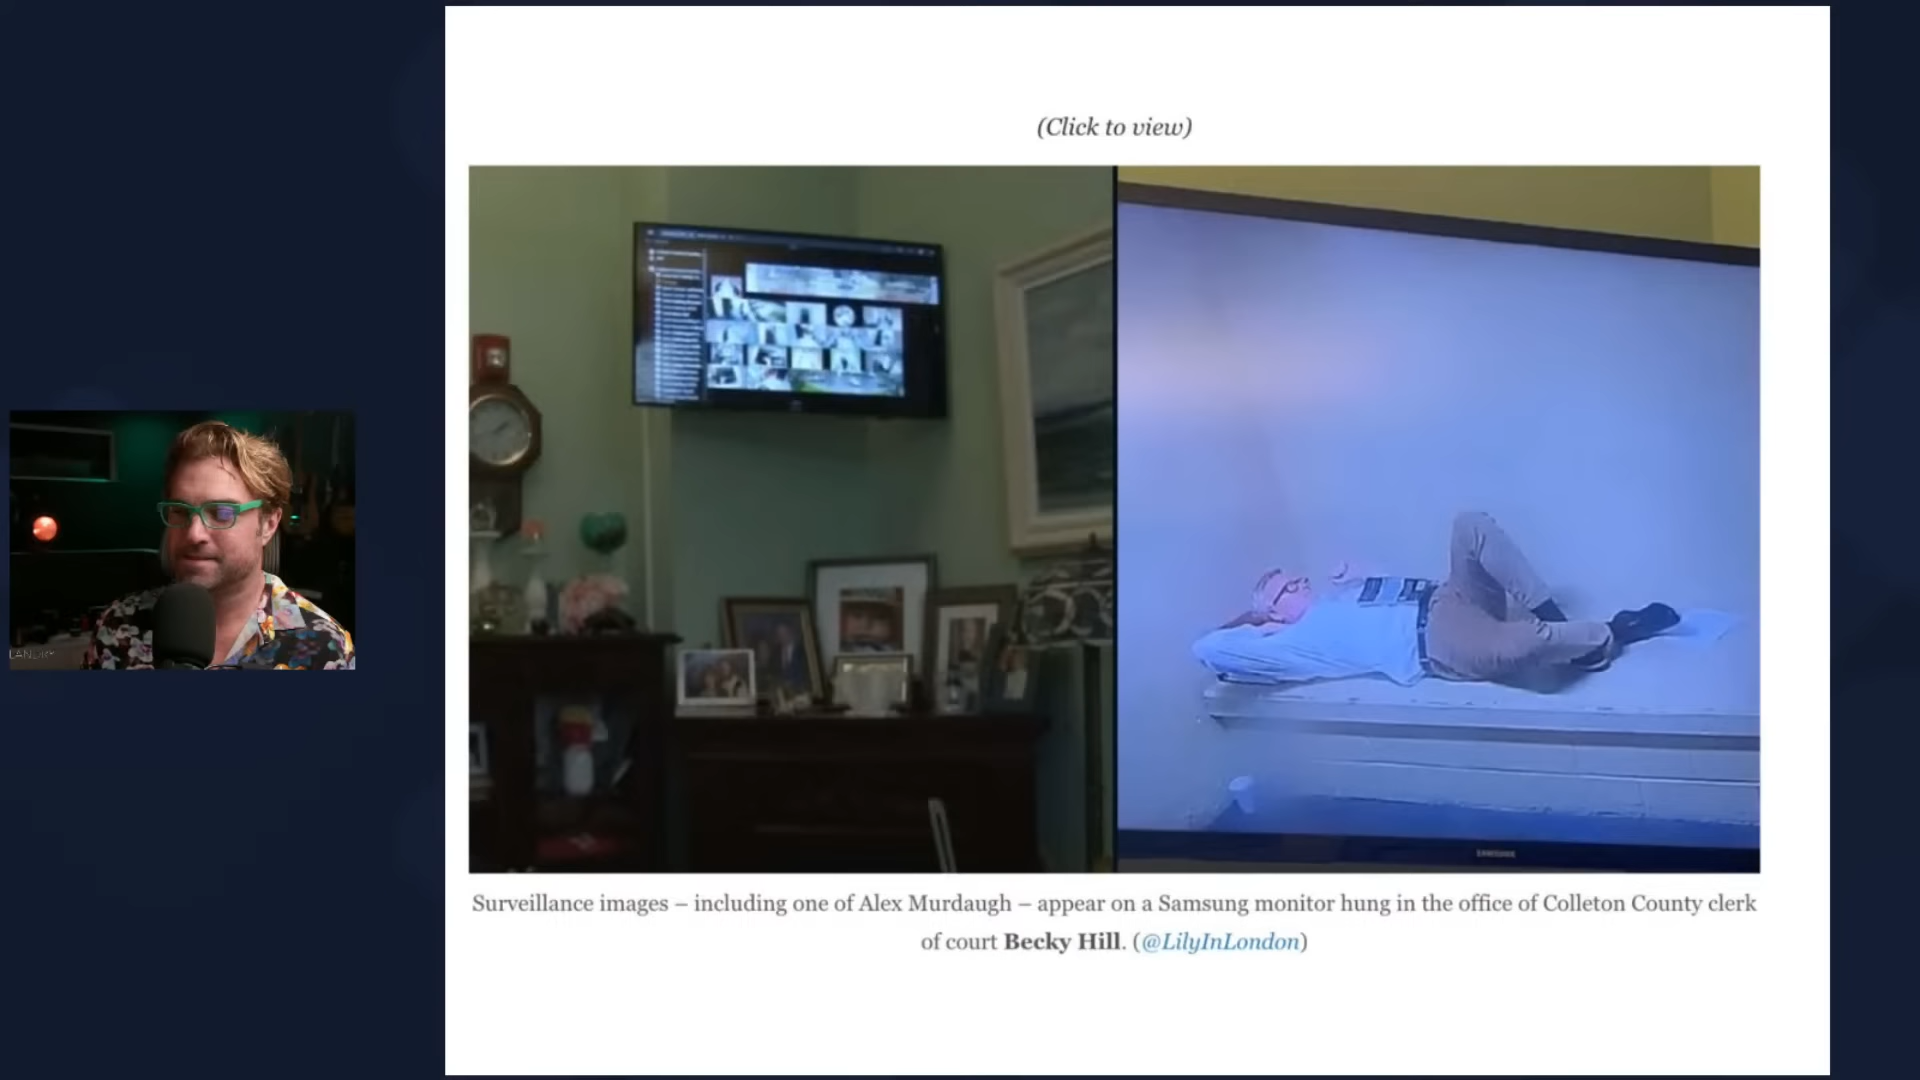 (Click to view)
SAMSUNG
Surveillance images – including one of Alex Murdaugh – appear on a Samsung monitor hung in the office of Colleton County clerk
of court Becky Hill. (@LilyInLondon)